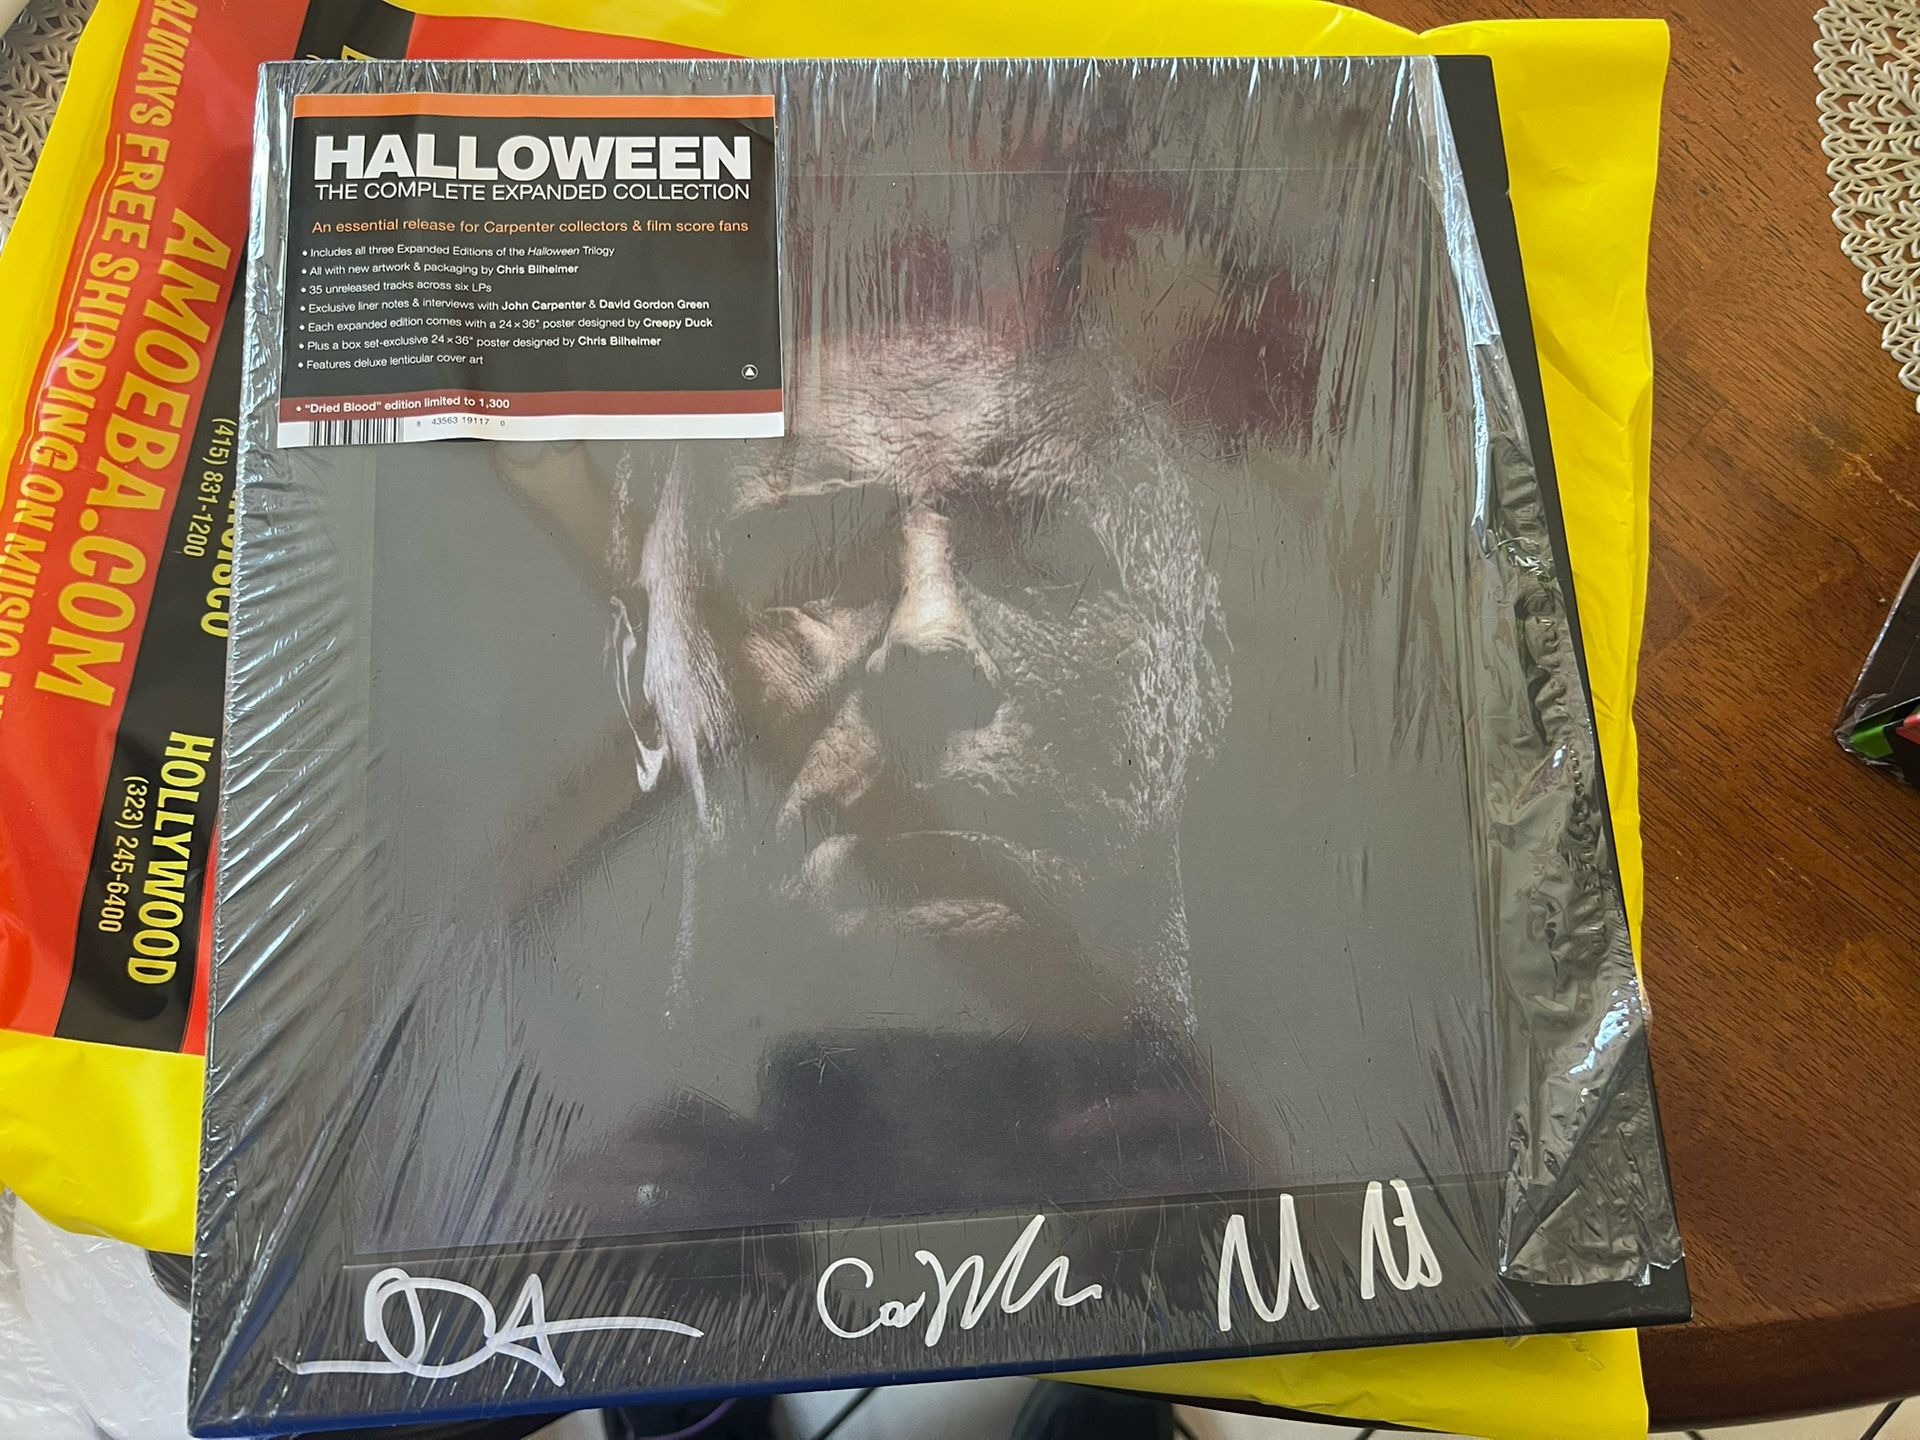 HALLOWEEN
THE COMPLETE EXPANDED COLLECTION
An essential release for Carpenter collectors & film score fans
• Includes all three Expanded Editions of the Halloween Trilogy
• All with new artwork & packaging by Chris Bilheimer
• 35 unreleased tracks across six LPs
• Exclusive liner notes & interviews with John Carpenter & David Gordon Green
• Each expanded edition comes with a 24 × 36" poster designed by Creepy Duck
• Plus a box set-exclusive 24 × 36" poster designed by Chris Bilheimer
• Features deluxe lenticular cover art
• "Dried Blood" edition limited to 1,300
8 43563 19117 0
ALWAYS FREE SHIPPING ON MUSIC
AMOEBA.COM
(415) 831-1200
HOLLYWOOD
(323) 245-6400